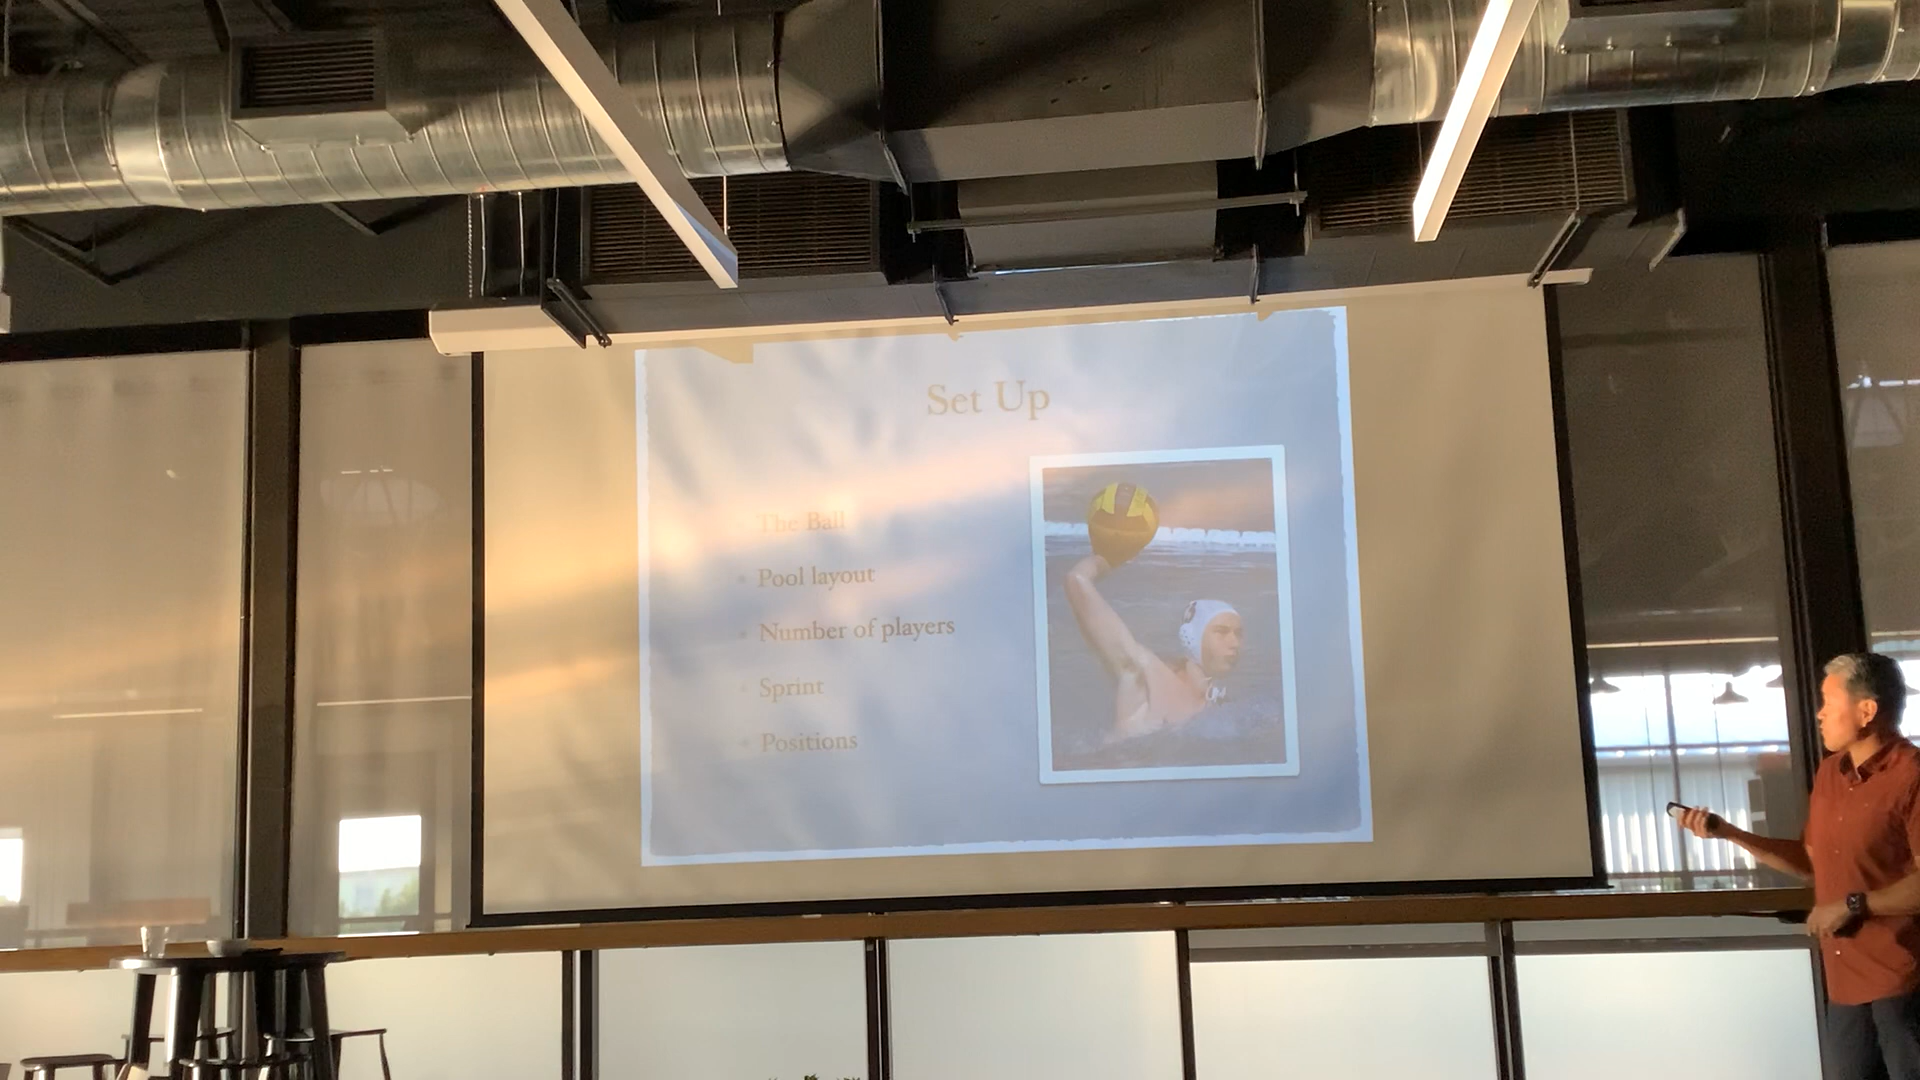 Set Up
• The Ball
• Pool layout
• Number of players
• Sprint
• Positions